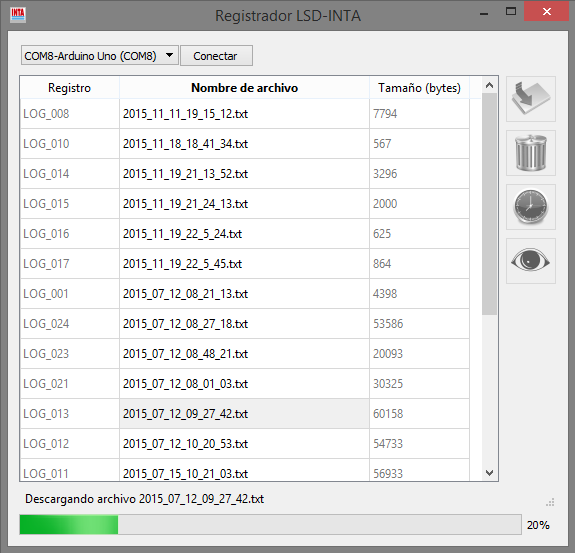 INTA
Registrador LSD-INTA
COM8-Arduino Uno (COM8) Conectar
Registro Nombre de archivo Tamaño (bytes)
LOG_008 2015_11_11_19_15_12.txt 7794
LOG_010 2015_11_18_18_41_34.txt 567
LOG_014 2015_11_19_21_13_52.txt 3296
LOG_015 2015_11_19_21_24_13.txt 2000
LOG_016 2015_11_19_22_5_24.txt 625
LOG_017 2015_11_19_22_5_45.txt 864
LOG_001 2015_07_12_08_21_13.txt 4398
LOG_024 2015_07_12_08_27_18.txt 53586
LOG_023 2015_07_12_08_48_21.txt 20093
LOG_021 2015_07_12_08_01_03.txt 30325
LOG_013 2015_07_12_09_27_42.txt 60158
LOG_012 2015_07_12_10_20_53.txt 54733
LOG_011 2015_07_15_10_21_03.txt 56933
Descargando archivo 2015_07_12_09_27_42.txt
20%